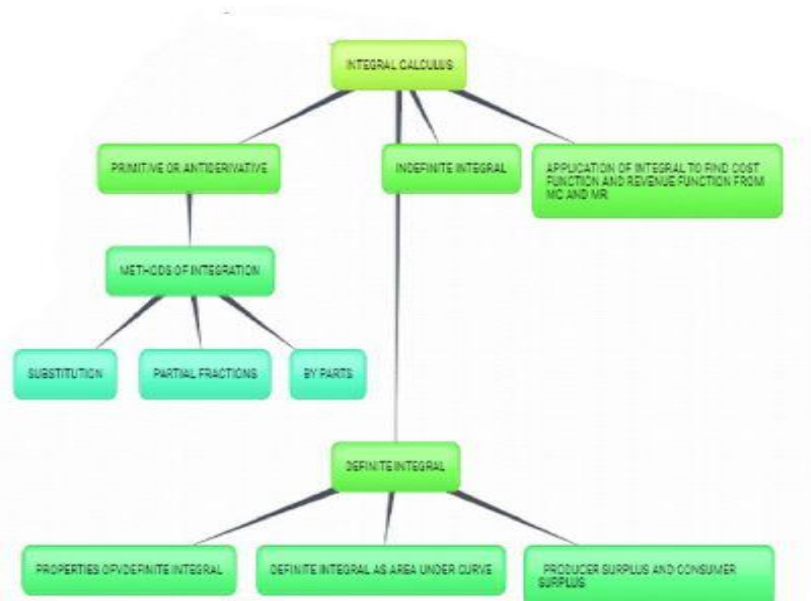 INTEGRAL CALCULUS
PRIMITIVE OR ANTIDERIVATIVE
INDEFINITE INTEGRAL
APPLICATION OF INTEGRAL TO FIND COST
FUNCTION AND REVENUE FUNCTION FROM
MC AND MR
METHODS OF INTEGRATION
SUBSTITUTION
PARTIAL FRACTIONS
BY PARTS
DEFINITE INTEGRAL
PROPERTIES OFVDEFINITE INTEGRAL
DEFINITE INTEGRAL AS AREA UNDER CURVE
PRODUCER SURPLUS AND CONSUMER
SURPLUS